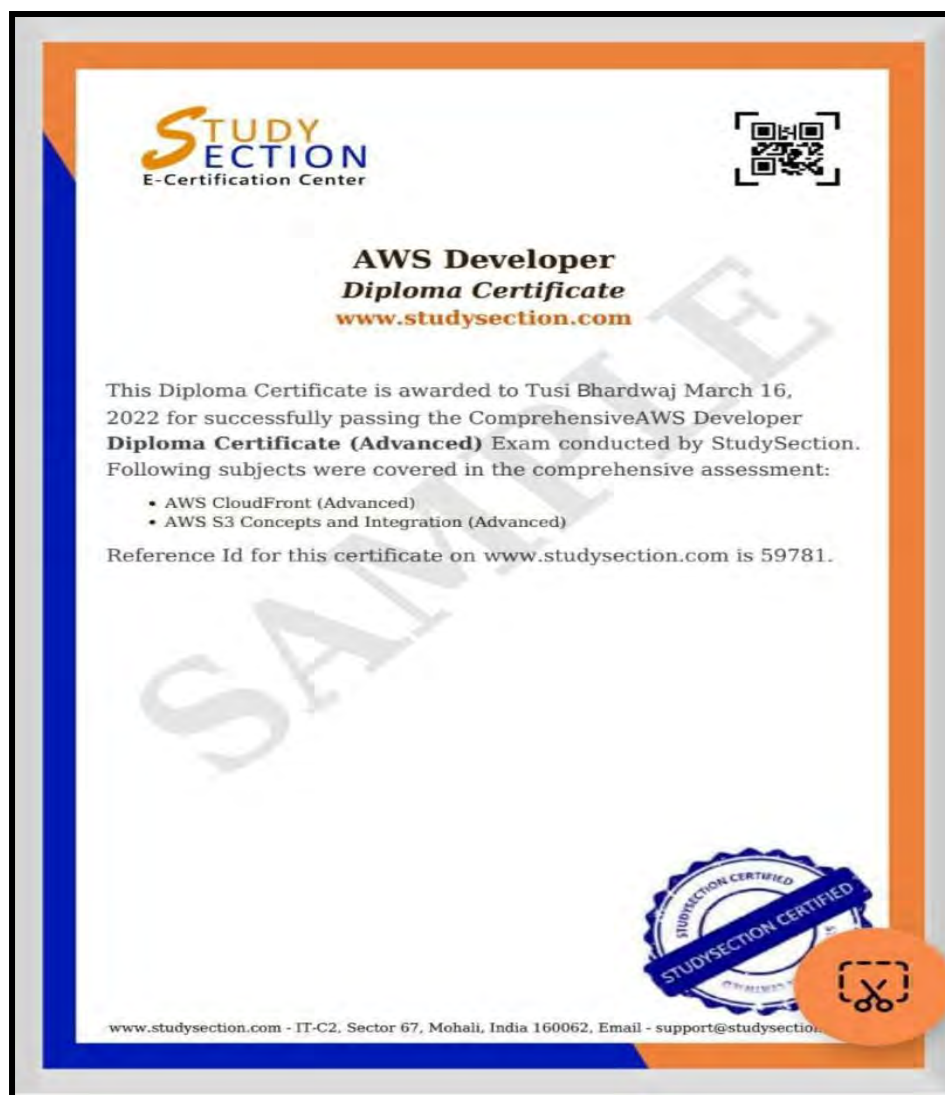 STUDY
SECTION
E-Certification Center
AWS Developer
Diploma Certificate
www.studysection.com
This Diploma Certificate is awarded to Tusi Bhardwaj March 16,
2022 for successfully passing the ComprehensiveAWS Developer
Diploma Certificate (Advanced) Exam conducted by StudySection.
Following subjects were covered in the comprehensive assessment:
• AWS CloudFront (Advanced)
• AWS S3 Concepts and Integration (Advanced)
Reference Id for this certificate on www.studysection.com is 59781.
SAMPLE
STUDYSECTION CERTIFIED
STUDYSECTION CERTIFIED
www.studysection.com - IT-C2, Sector 67, Mohali, India 160062, Email - support@studysection